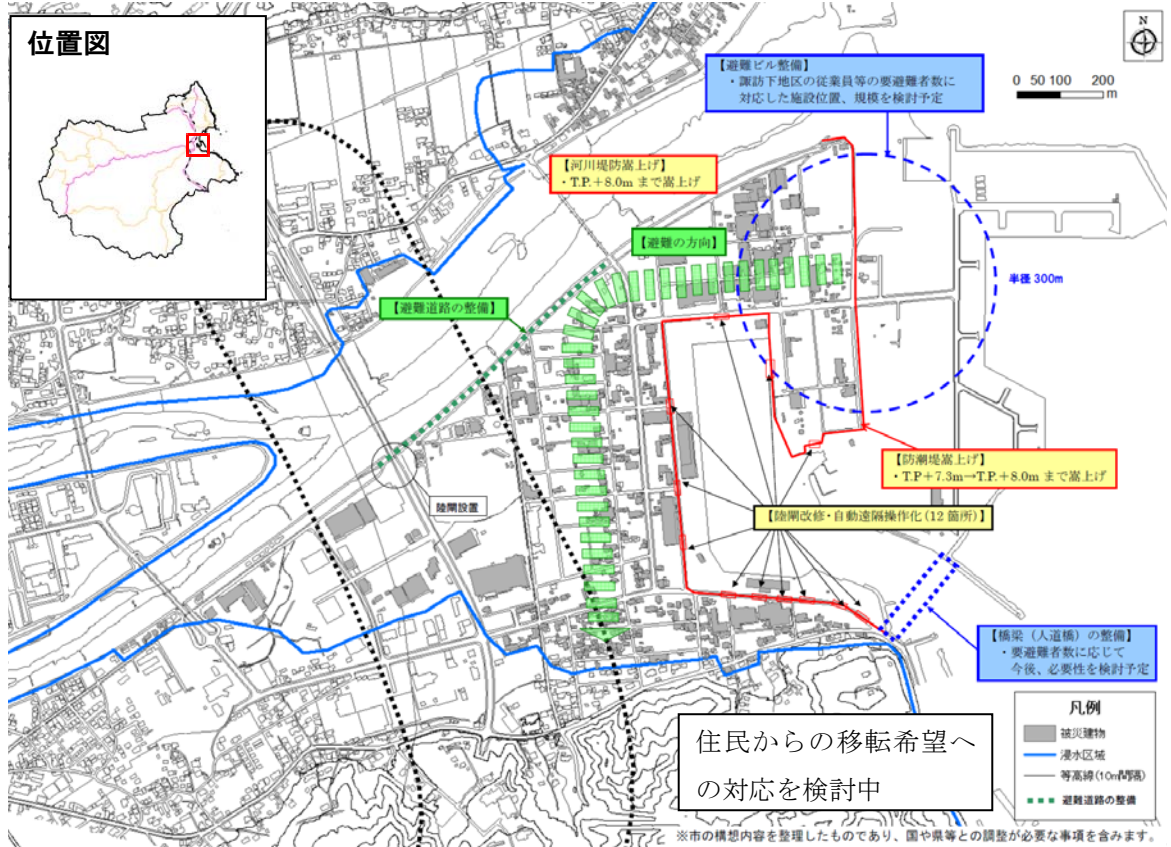 位置図
N
0 50 100 200
m
【避難ビル整備】
・諏訪下地区の従業員等の要避難者数に
対応した施設位置、規模を検討予定
【河川堤防嵩上げ】
・T.P.+8.0m まで嵩上げ
【避難の方向】
半径 300m
【避難道路の整備】
【防潮堤嵩上げ】
・T.P+7.3m→T.P.+8.0m まで嵩上げ
陸閘設置
【陸閘改修・自動遠隔操作化(12 箇所)】
【橋梁（人道橋）の整備】
・要避難者数に応じて
今後、必要性を検討予定
凡例
被災建物
浸水区域
等高線(10m間隔)
避難道路の整備
住民からの移転希望へ
の対応を検討中
※市の構想内容を整理したものであり、国や県等との調整が必要な事項を含みます。